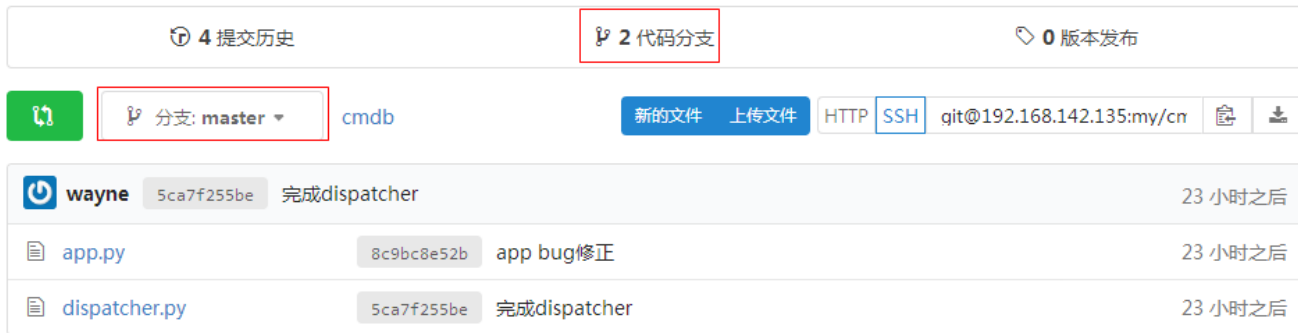 4 提交历史
2 代码分支
0 版本发布
分支: master
cmdb
新的文件
上传文件
HTTP
SSH
git@192.168.142.135:my/cm
wayne 5ca7f255be 完成dispatcher 23 小时之后
app.py 8c9bc8e52b app bug修正 23 小时之后
dispatcher.py 5ca7f255be 完成dispatcher 23 小时之后